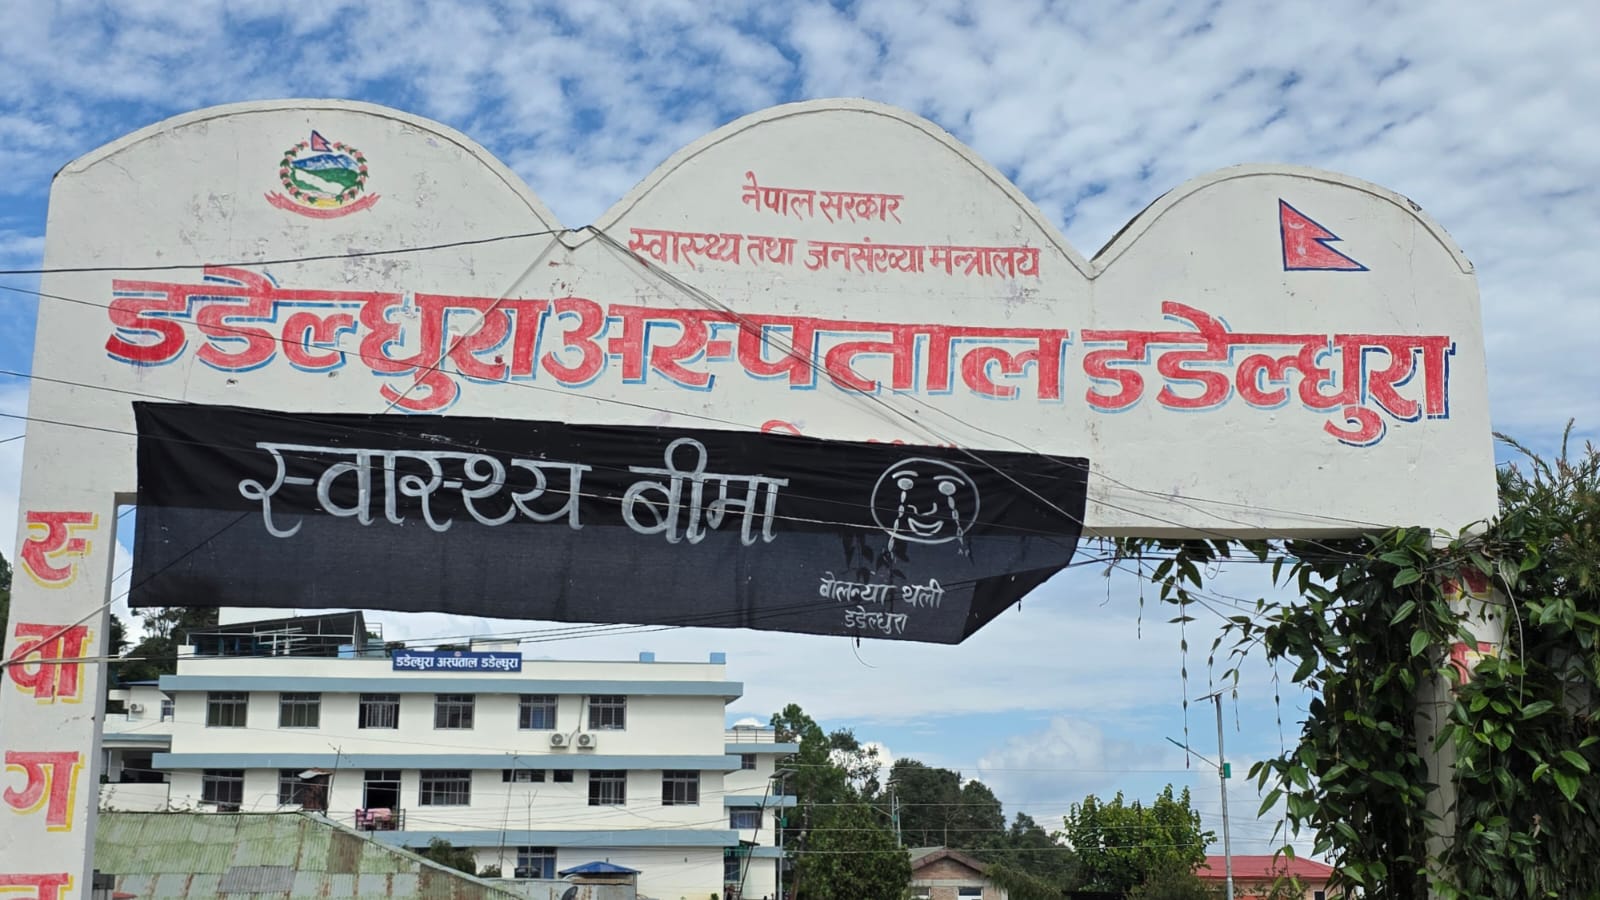 नेपाल सरकार
स्वास्थ्य तथा जनसंख्या मन्त्रालय
डडेल्धुरा अस्पताल डडेल्धुरा
स्वास्थ्य बीमा
वोलन्या थली
डडेल्धुरा
स्वागत
डडेल्धुरा अस्पताल डडेल्धुरा